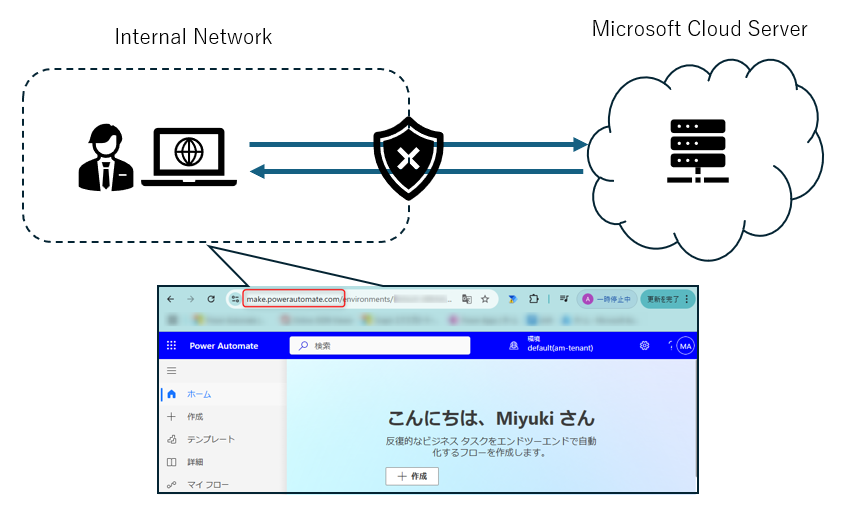 Internal Network
Microsoft Cloud Server
make.powerautomate.com/environments/
A 一時停止中
更新を完了
Power Automate
検索
環境
default(am-tenant)
MA
ホーム
作成
テンプレート
詳細
マイ フロー
こんにちは、Miyuki さん
反復的なビジネス タスクをエンドツーエンドで自動
化するフローを作成します。
作成